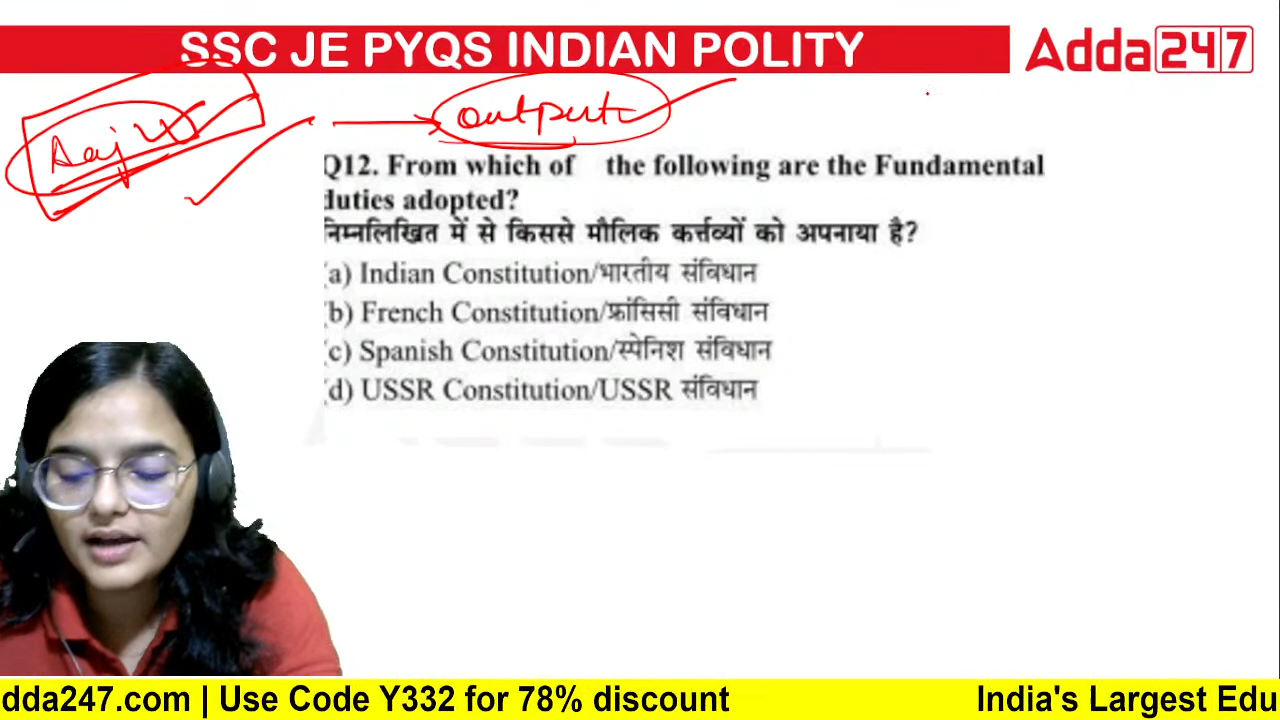 SSC JE PYQS INDIAN POLITY
Adda247
Aaj
output
Q12. From which of the following are the Fundamental
duties adopted?
निम्नलिखित में से किससे मौलिक कर्त्तव्यों को अपनाया है?
(a) Indian Constitution/भारतीय संविधान
(b) French Constitution/फ्रांसिसी संविधान
(c) Spanish Constitution/स्पेनिश संविधान
(d) USSR Constitution/USSR संविधान
dda247.com | Use Code Y332 for 78% discount
India's Largest Edu